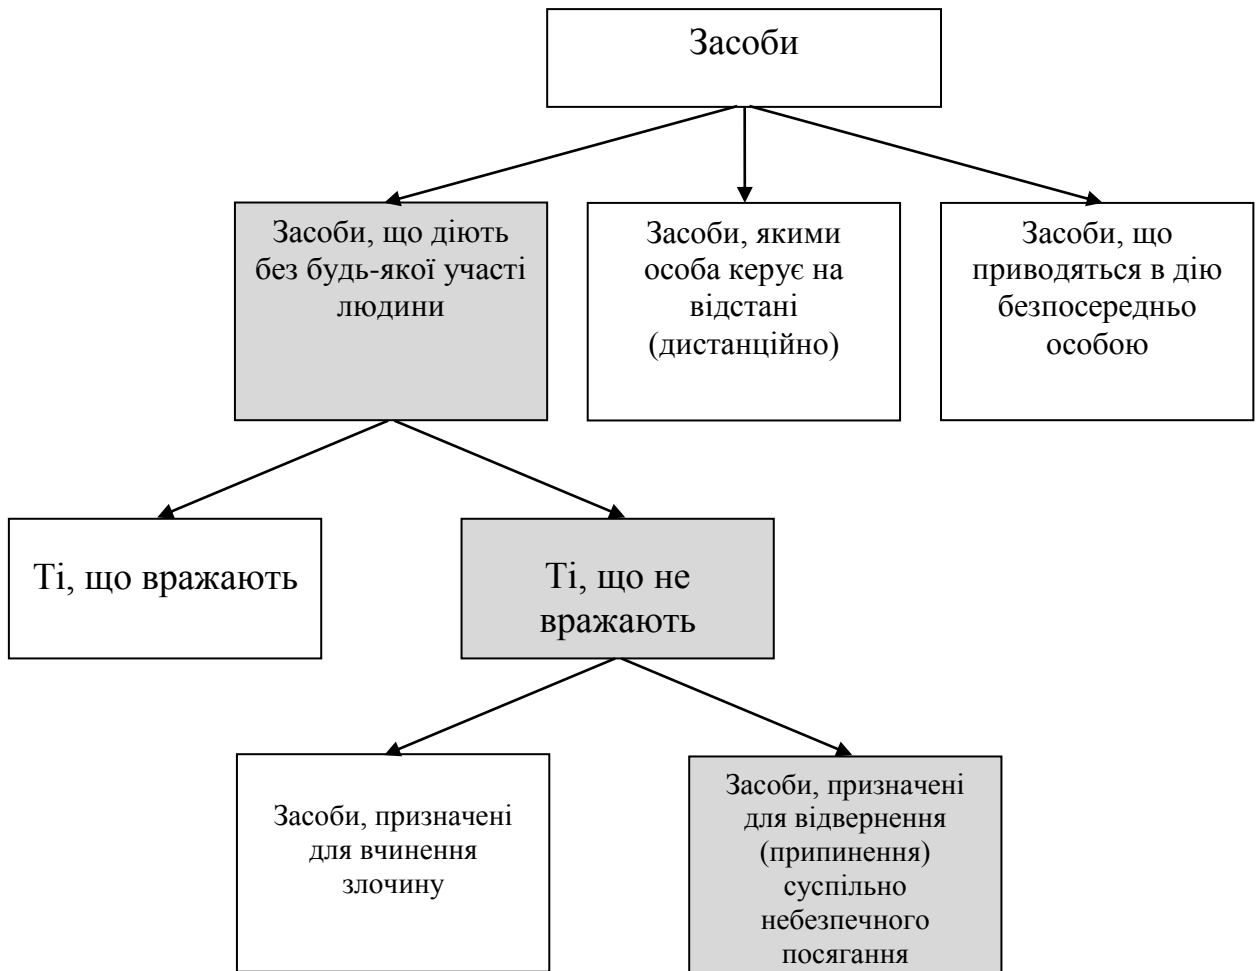 Засоби
Засоби, що діють
без будь-якої участі
людини
Засоби, якими
особа керує на
відстані
(дистанційно)
Засоби, що
приводяться в дію
безпосередньо
особою
Ті, що вражають
Ті, що не
вражають
Засоби, призначені
для вчинення
злочину
Засоби, призначені
для відвернення
(припинення)
суспільно
небезпечного
посягання